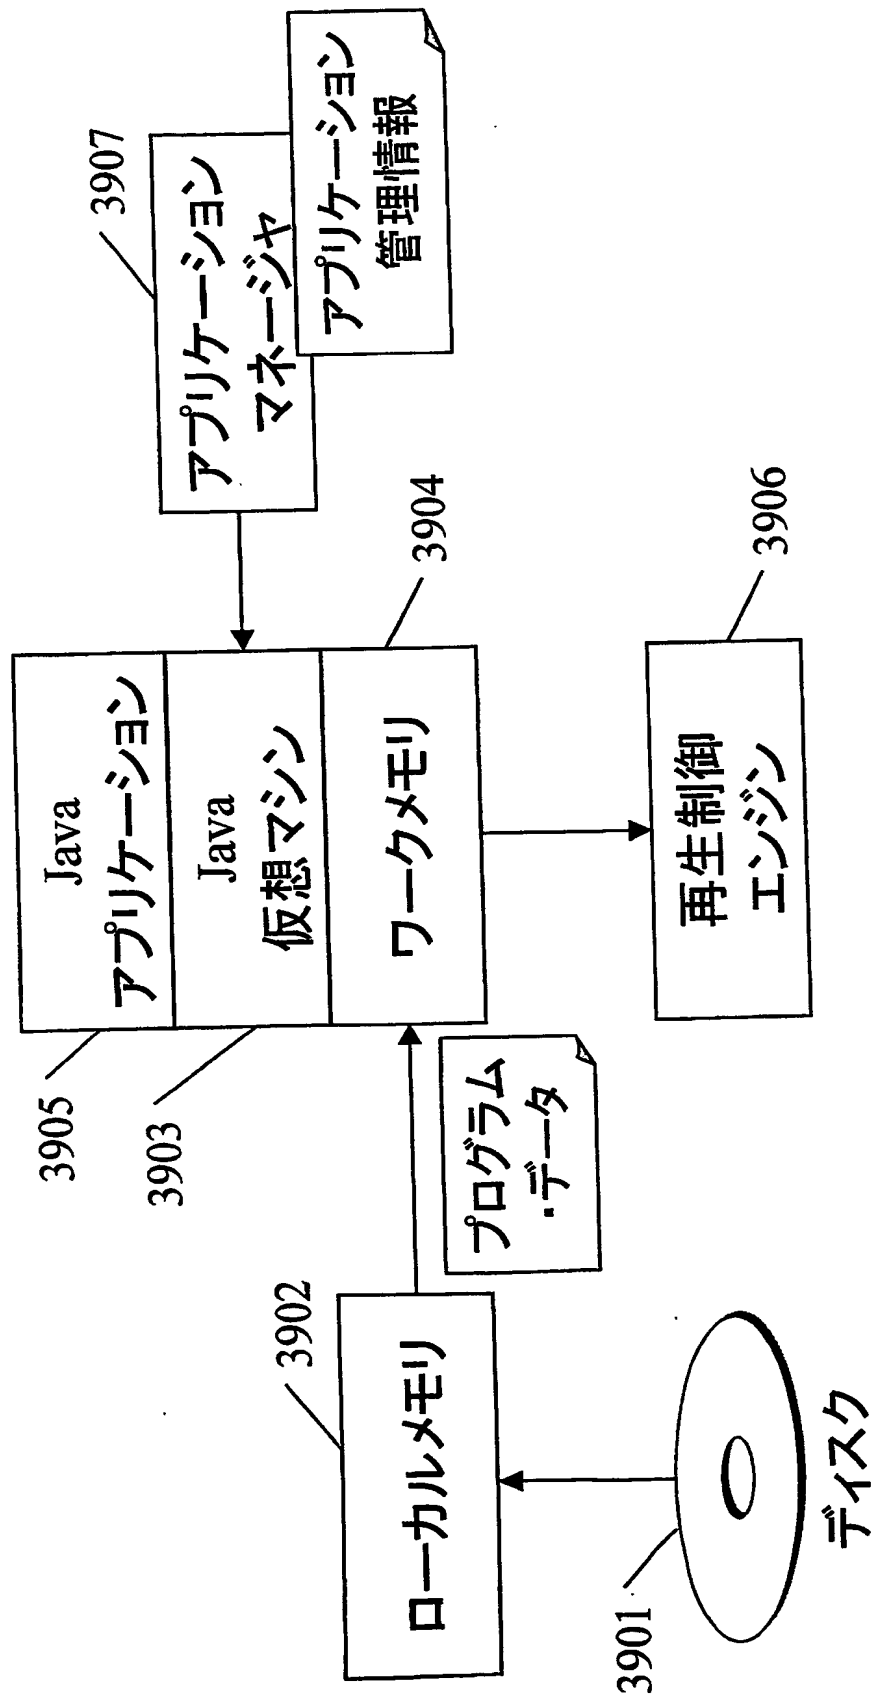 3905
Java
アプリケーション
3903
Java
仮想マシン
ワークメモリ
3904
3907
アプリケーション
マネージャ
アプリケーション
管理情報
3902
ローカルメモリ
プログラム
・データ
3901
ディスク
再生制御
エンジン
3906